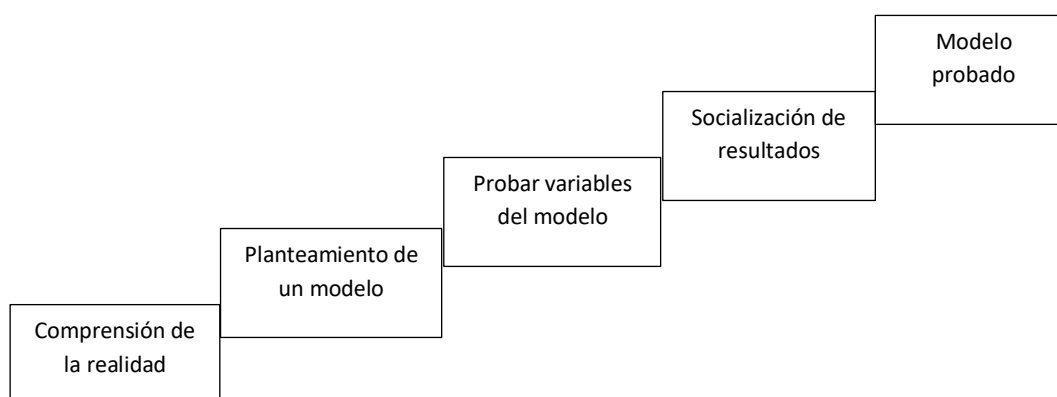 Modelo
probado
Socialización de
resultados
Probar variables
del modelo
Planteamiento de
un modelo
Comprensión de
la realidad